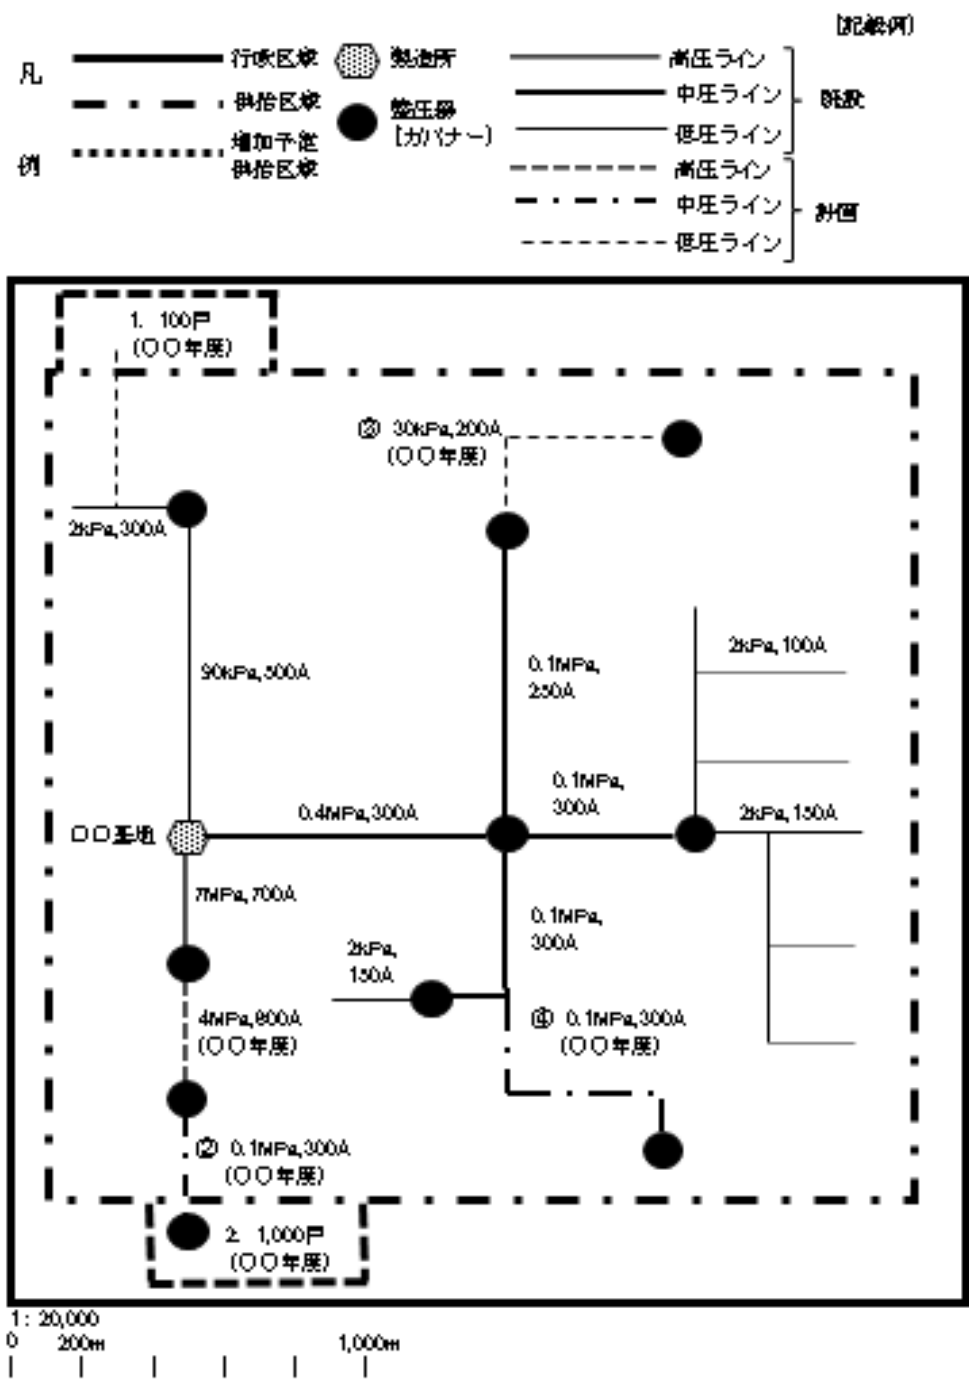 [記載例]
凡
例
行政区域
供給区域
増加予定
供給区域
製造所
整圧器
[ガバナー]
高圧ライン
中圧ライン
低圧ライン
既設
高圧ライン
中圧ライン
低圧ライン
計画
1. 100戸
(〇〇年度)
③ 30kPa,200A
(〇〇年度)
2kPa,300A
90kPa,500A
0.1MPa,
250A
2kPa,100A
0.1MPa,
300A
0.4MPa,300A
2kPa,150A
〇〇基地
7MPa,700A
0.1MPa,
300A
2kPa,
150A
4MPa,600A
(〇〇年度)
④ 0.1MPa,300A
(〇〇年度)
② 0.1MPa,300A
(〇〇年度)
2. 1,000戸
(〇〇年度)
1: 20,000
0 200m 1,000m